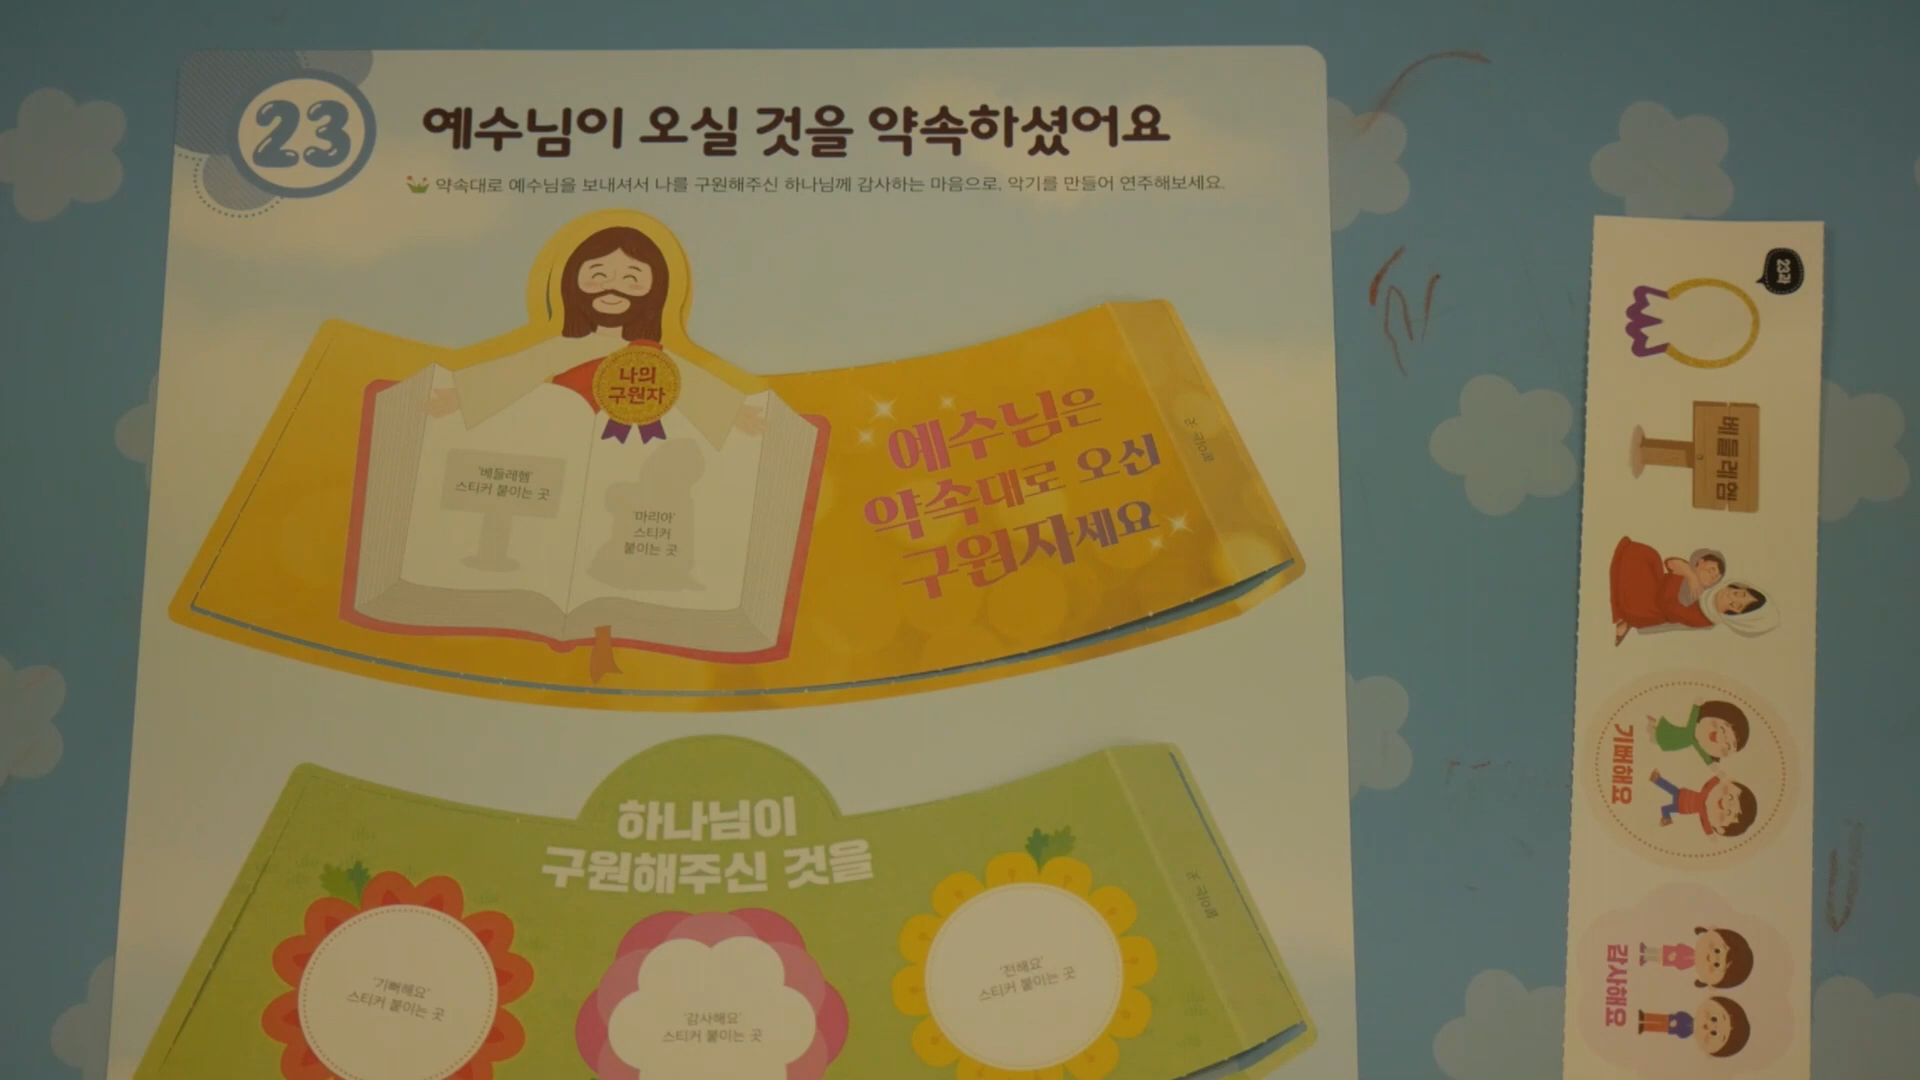 23
예수님이 오실 것을 약속하셨어요
약속대로 예수님을 보내셔서 나를 구원해주신 하나님께 감사하는 마음으로, 악기를 만들어 연주해보세요.
나의
구원자
'베들레헴'
스티커 붙이는 곳
'마리아'
스티커
붙이는 곳
예수님은
약속대로 오신
구원자세요
붙이는 곳
하나님이
구원해주신 것을
'기뻐해요'
스티커 붙이는 곳
'감사해요'
스티커 붙이는 곳
'전해요'
스티커 붙이는 곳
붙이는 곳
23과
베들레헴
기뻐해요
감사해요